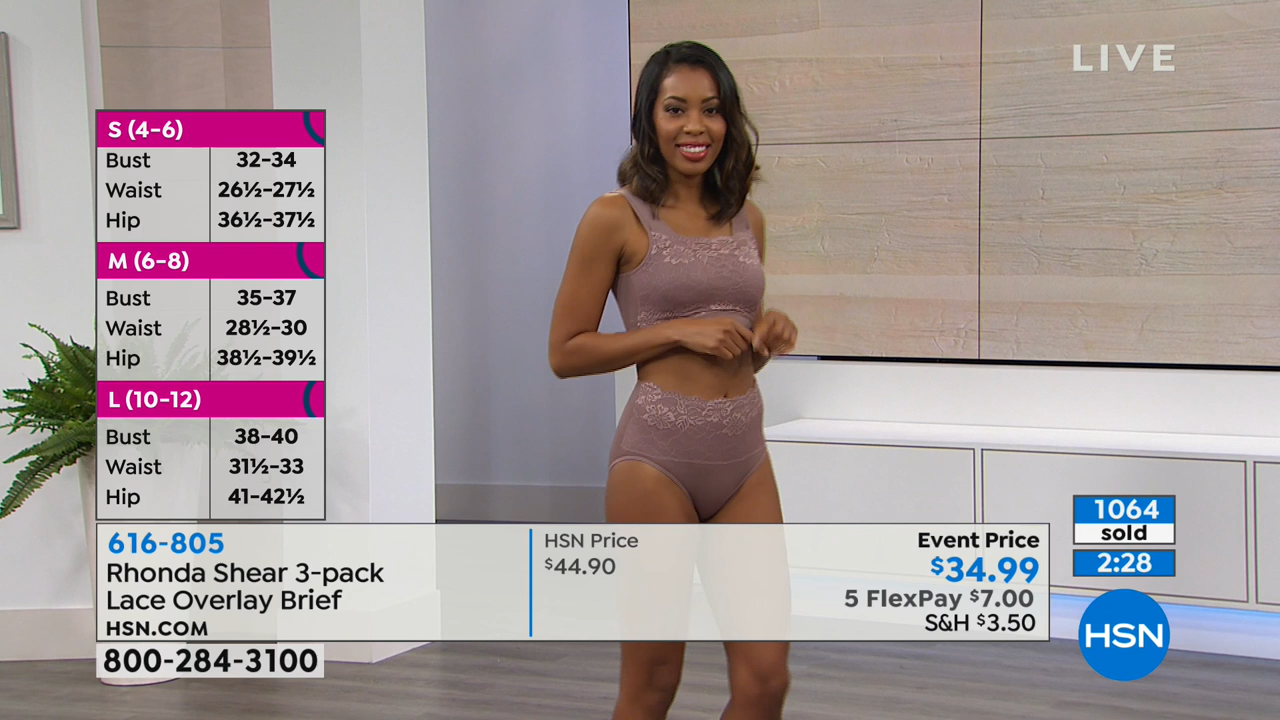 LIVE
S (4-6)
Bust 32-34
Waist 26½-27½
Hip 36½-37½
M (6-8)
Bust 35-37
Waist 28½-30
Hip 38½-39½
L (10-12)
Bust 38-40
Waist 31½-33
Hip 41-42½
616-805
Rhonda Shear 3-pack
Lace Overlay Brief
HSN.COM
HSN Price
$44.90
Event Price
$34.99
5 FlexPay $7.00
S&H $3.50
800-284-3100
1064
sold
2:28
HSN